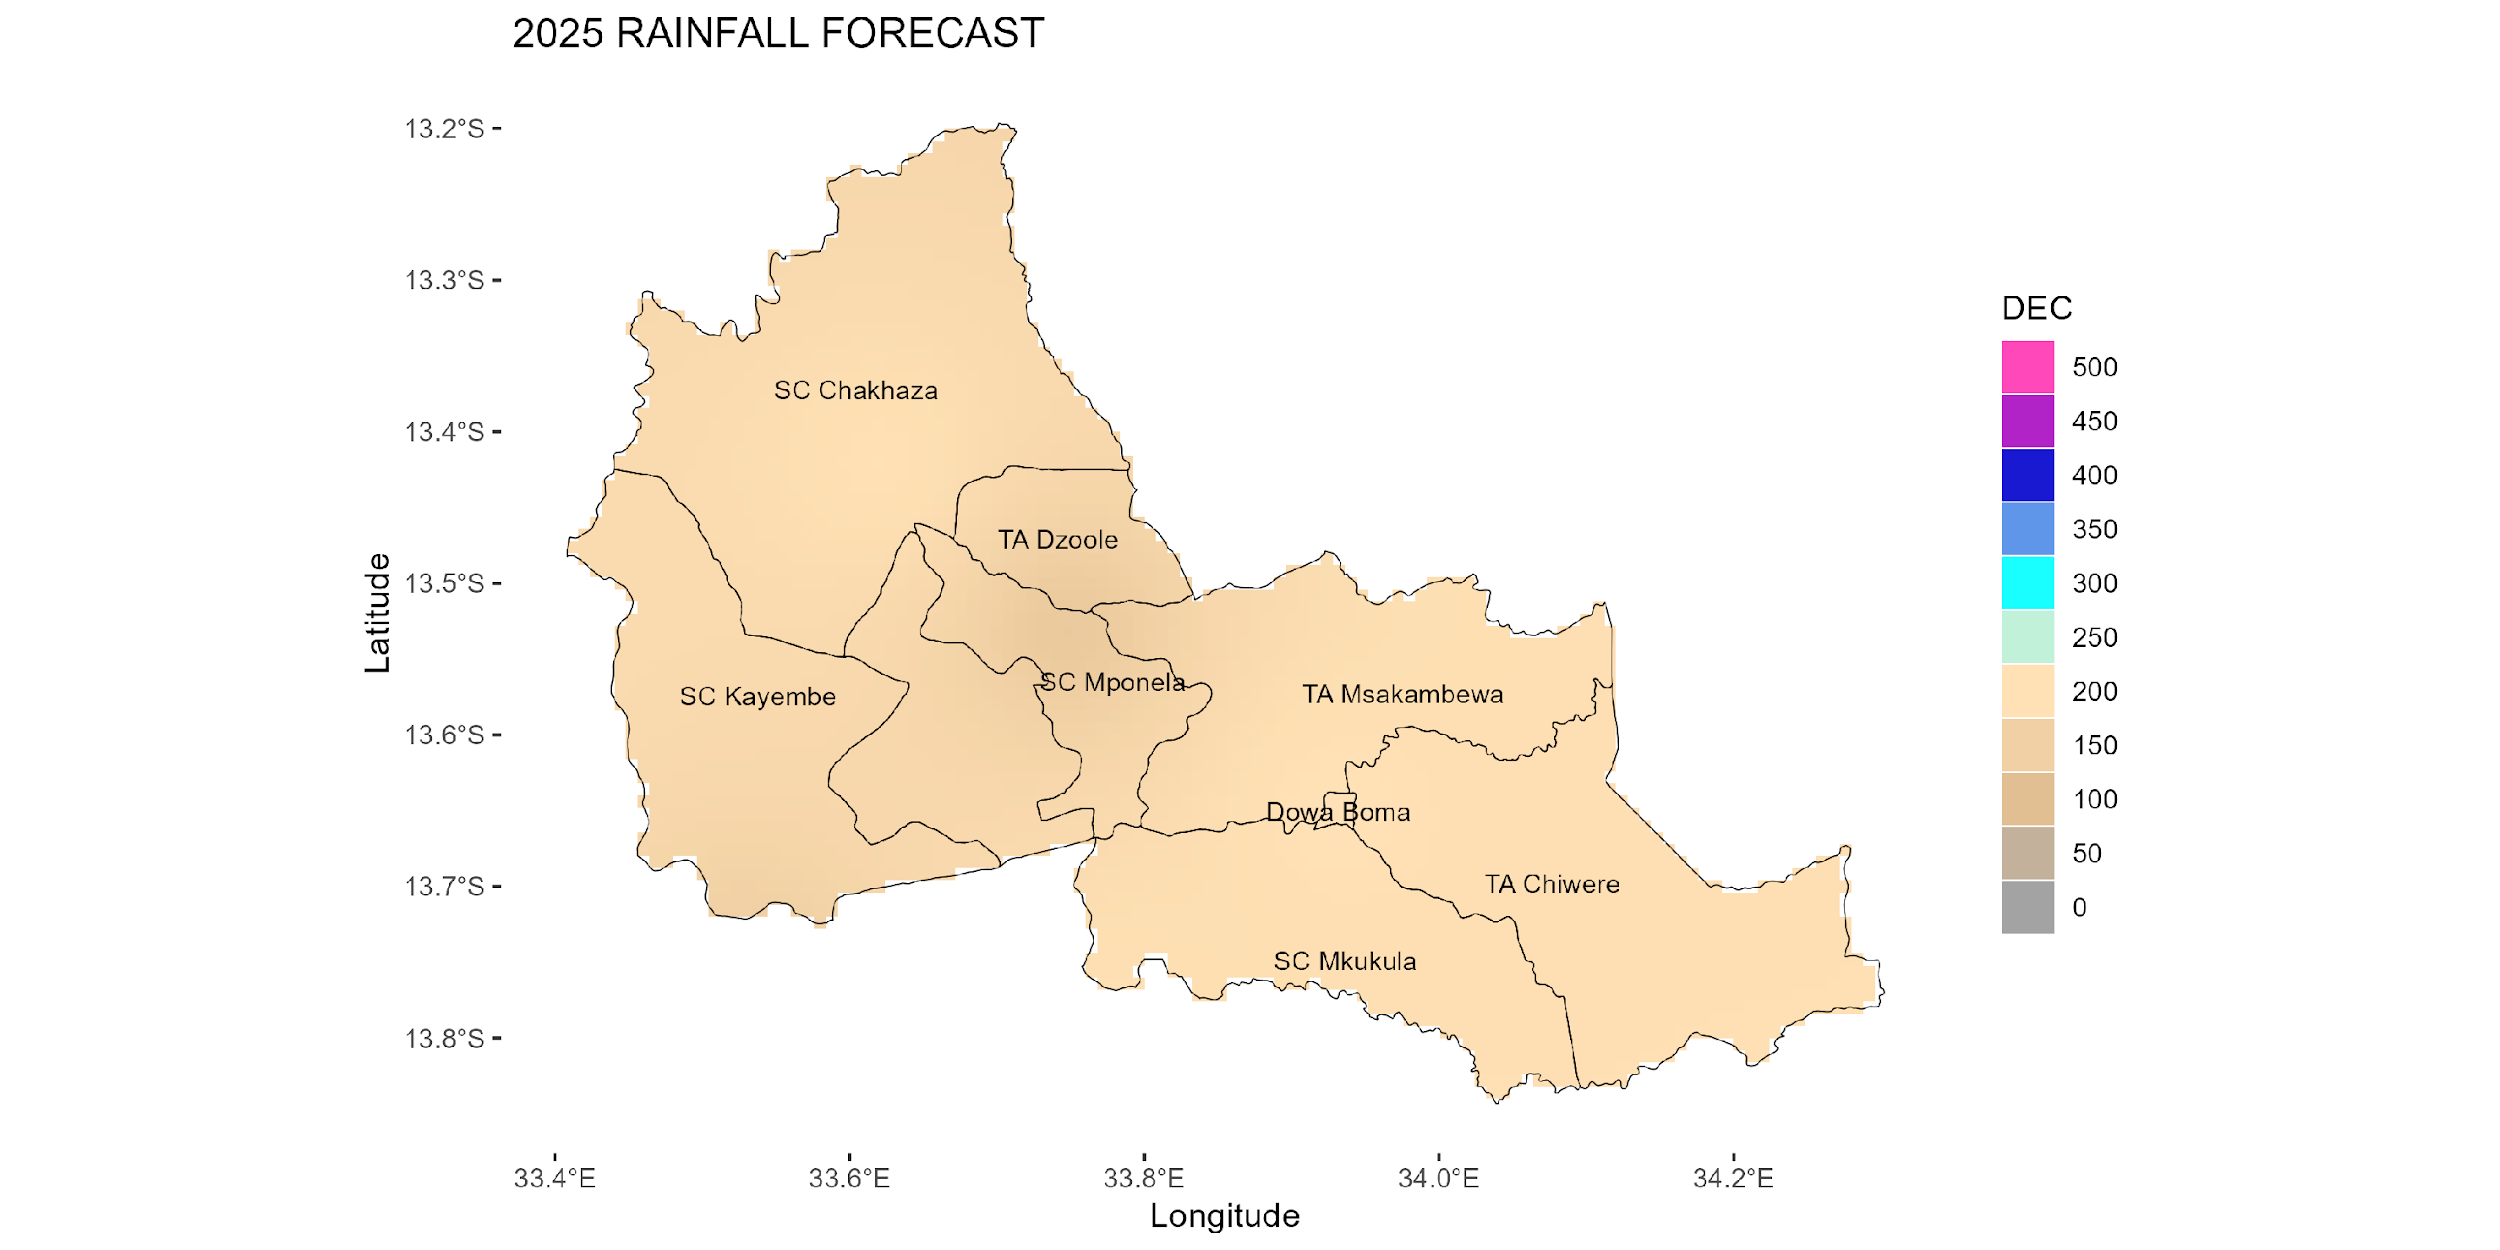 2025 RAINFALL FORECAST
13.2°S
13.3°S
13.4°S
13.5°S
13.6°S
13.7°S
13.8°S
Latitude
SC Chakhaza
TA Dzoole
SC Mponela
SC Kayembe
TA Msakambewa
Dowa Boma
TA Chiwere
SC Mkukula
33.4°E
33.6°E
33.8°E
34.0°E
34.2°E
Longitude
DEC
500
450
400
350
300
250
200
150
100
50
0